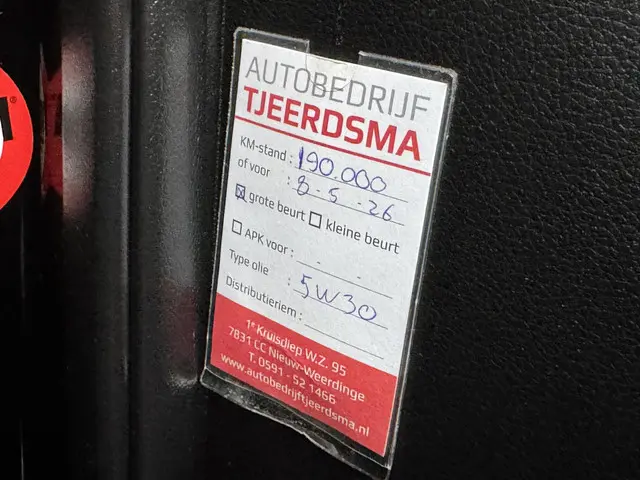 AUTOBEDRIJF
TJEERDSMA
KM-stand : 190.000
of voor : 8-5-26
☒ grote beurt ☐ kleine beurt
☐ APK voor : - -
Type olie : 5W30
Distributieriem :
1e Kruisdiep W.Z. 95
7831 CC Nieuw-Weerdinge
T. 0591 - 52 1466
www.autobedrijftjeerdsma.nl